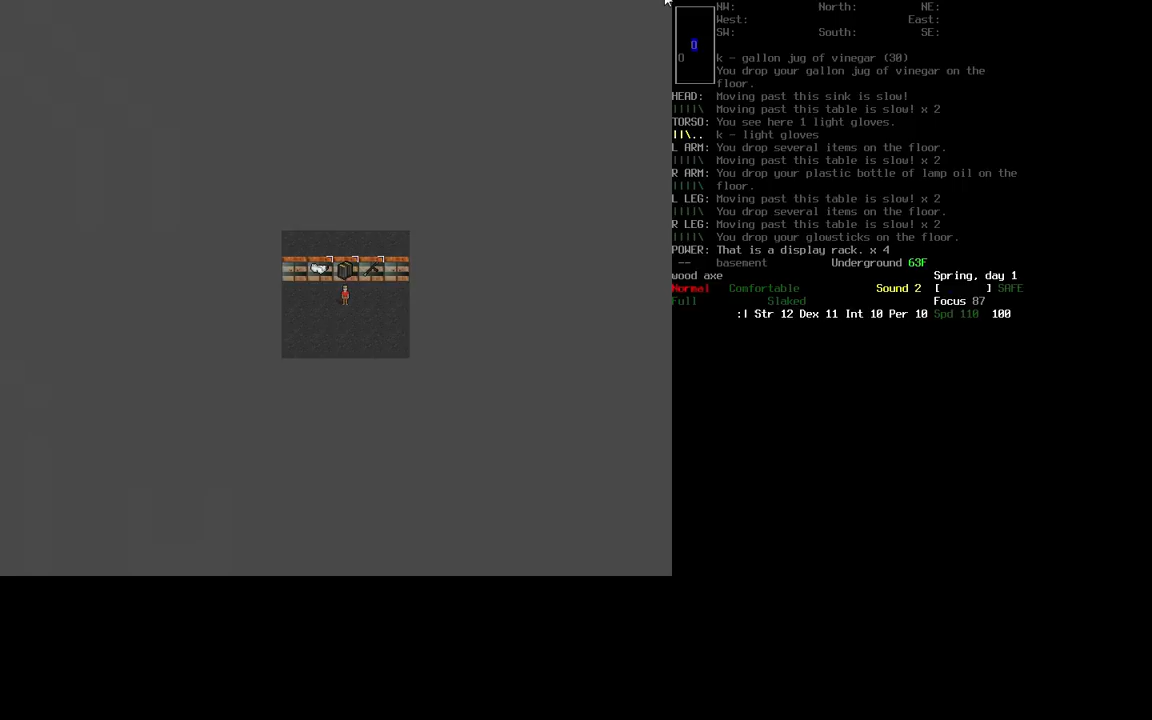 NW: North: NE:
West: East:
SW: South: SE:
O
O k - gallon jug of vinegar (30)
You drop your gallon jug of vinegar on the
floor.
HEAD: Moving past this sink is slow!
||||\ Moving past this table is slow! x 2
TORSO: You see here 1 light gloves.
||\.. k - light gloves
L ARM: You drop several items on the floor.
||||\ Moving past this table is slow! x 2
R ARM: You drop your plastic bottle of lamp oil on the
||||\ floor.
L LEG: Moving past this table is slow! x 2
||||\ You drop several items on the floor.
R LEG: Moving past this table is slow! x 2
||||\ You drop your glowsticks on the floor.
POWER: That is a display rack. x 4
-- basement Underground 63F
wood axe Spring, day 1
Normal Comfortable Sound 2 [ ] SAFE
Full Slaked Focus 87
:| Str 12 Dex 11 Int 10 Per 10 Spd 110 100